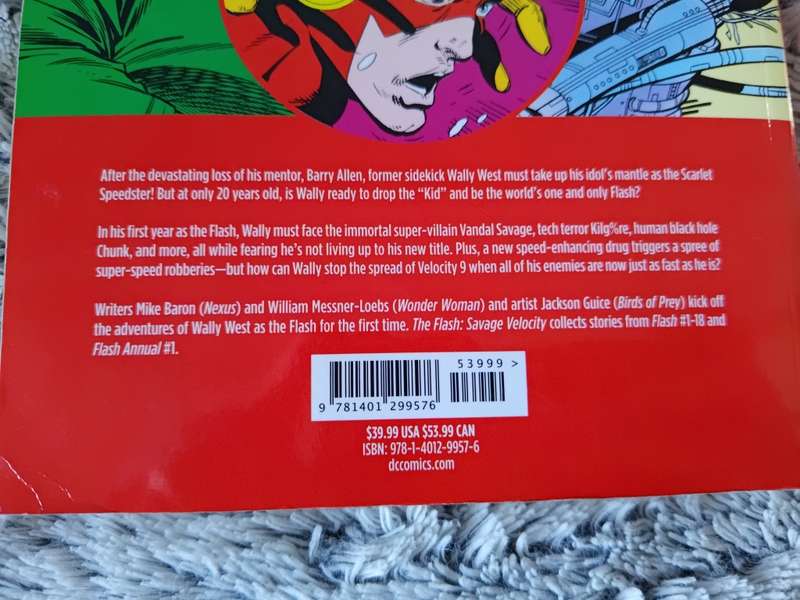 After the devastating loss of his mentor, Barry Allen, former sidekick Wally West must take up his idol's mantle as the Scarlet
Speedster! But at only 20 years old, is Wally ready to drop the “Kid” and be the world's one and only Flash?
In his first year as the Flash, Wally must face the immortal super-villain Vandal Savage, tech terror Kilg%re, human black hole
Chunk, and more, all while fearing he's not living up to his new title. Plus, a new speed-enhancing drug triggers a spree of
super-speed robberies—but how can Wally stop the spread of Velocity 9 when all of his enemies are now just as fast as he is?
Writers Mike Baron (Nexus) and William Messner-Loebs (Wonder Woman) and artist Jackson Guice (Birds of Prey) kick off
the adventures of Wally West as the Flash for the first time. The Flash: Savage Velocity collects stories from Flash #1-18 and
Flash Annual #1.
53999 >
9 781401 299576
$39.99 USA $53.99 CAN
ISBN: 978-1-4012-9957-6
dccomics.com